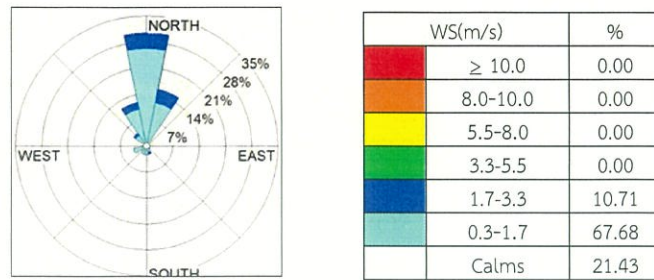 NORTH
35%
28%
21%
14%
7%
WEST
EAST
SOUTH
WS(m/s) %
≥ 10.0 0.00
8.0-10.0 0.00
5.5-8.0 0.00
3.3-5.5 0.00
1.7-3.3 10.71
0.3-1.7 67.68
Calms 21.43